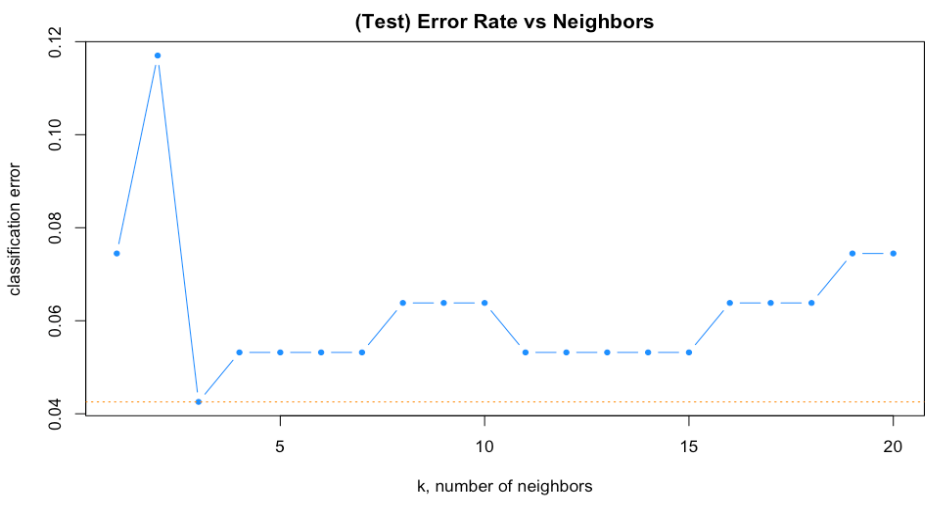 (Test) Error Rate vs Neighbors
0.12
0.10
0.08
0.06
0.04
classification error
5 10 15 20
k, number of neighbors